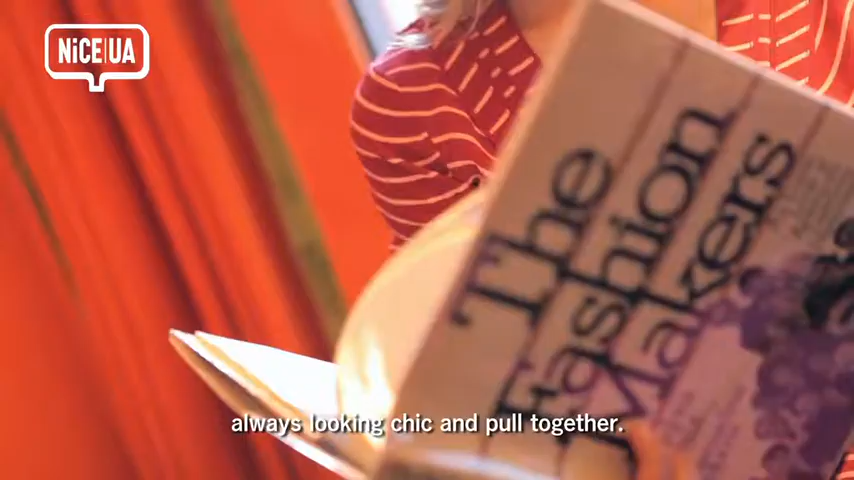 NiCE|UA
The
Fashion
Makers
always looking chic and pull together.